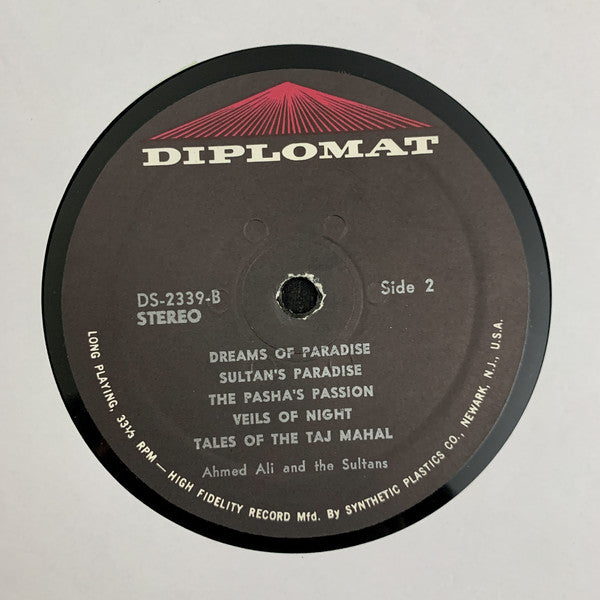 DIPLOMAT
DS-2339-B
STEREO
Side 2
DREAMS OF PARADISE
SULTAN'S PARADISE
THE PASHA'S PASSION
VEILS OF NIGHT
TALES OF THE TAJ MAHAL
Ahmed Ali and the Sultans
LONG PLAYING, 33⅓ RPM — HIGH FIDELITY RECORD Mfd. By SYNTHETIC PLASTICS CO., NEWARK, N.J., U.S.A.